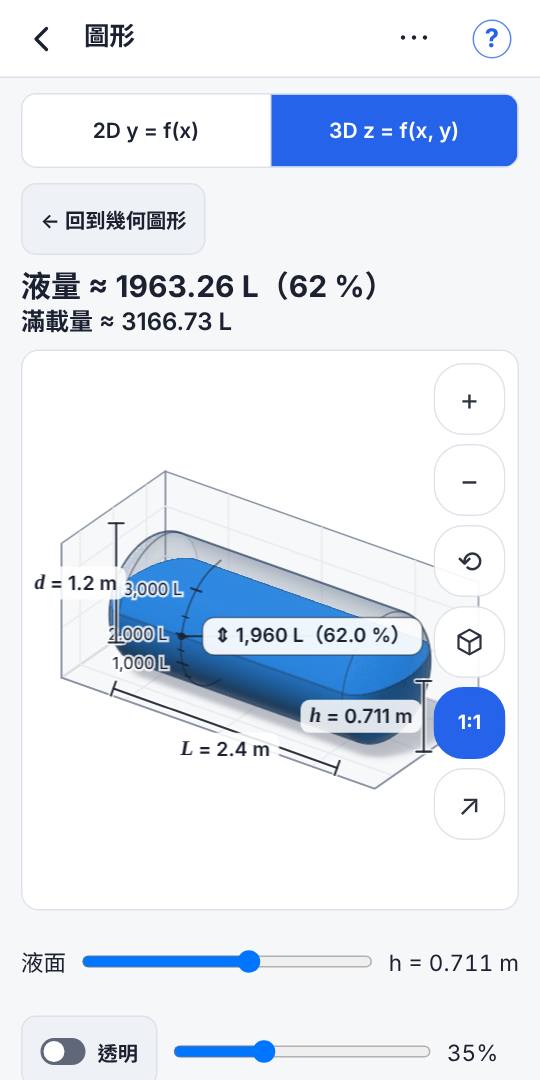 圖形
?
2D y = f(x)
3D z = f(x, y)
← 回到幾何圖形
液量 ≈ 1963.26 L（62 %）
滿載量 ≈ 3166.73 L
d = 1.2 m
3,000 L
2,000 L
⇕ 1,960 L（62.0 %）
1,000 L
h = 0.711 m
L = 2.4 m
+
−
1:1
液面
h = 0.711 m
透明
35%